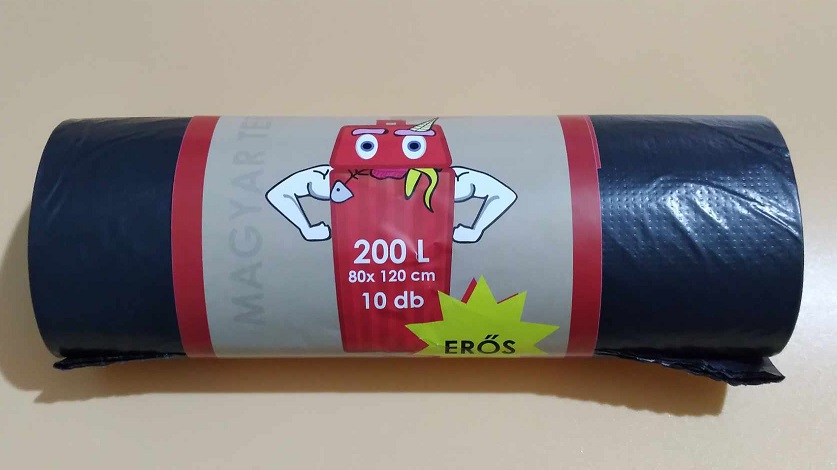 MAGYAR TE
200 L
80x 120 cm
10 db
ERŐS